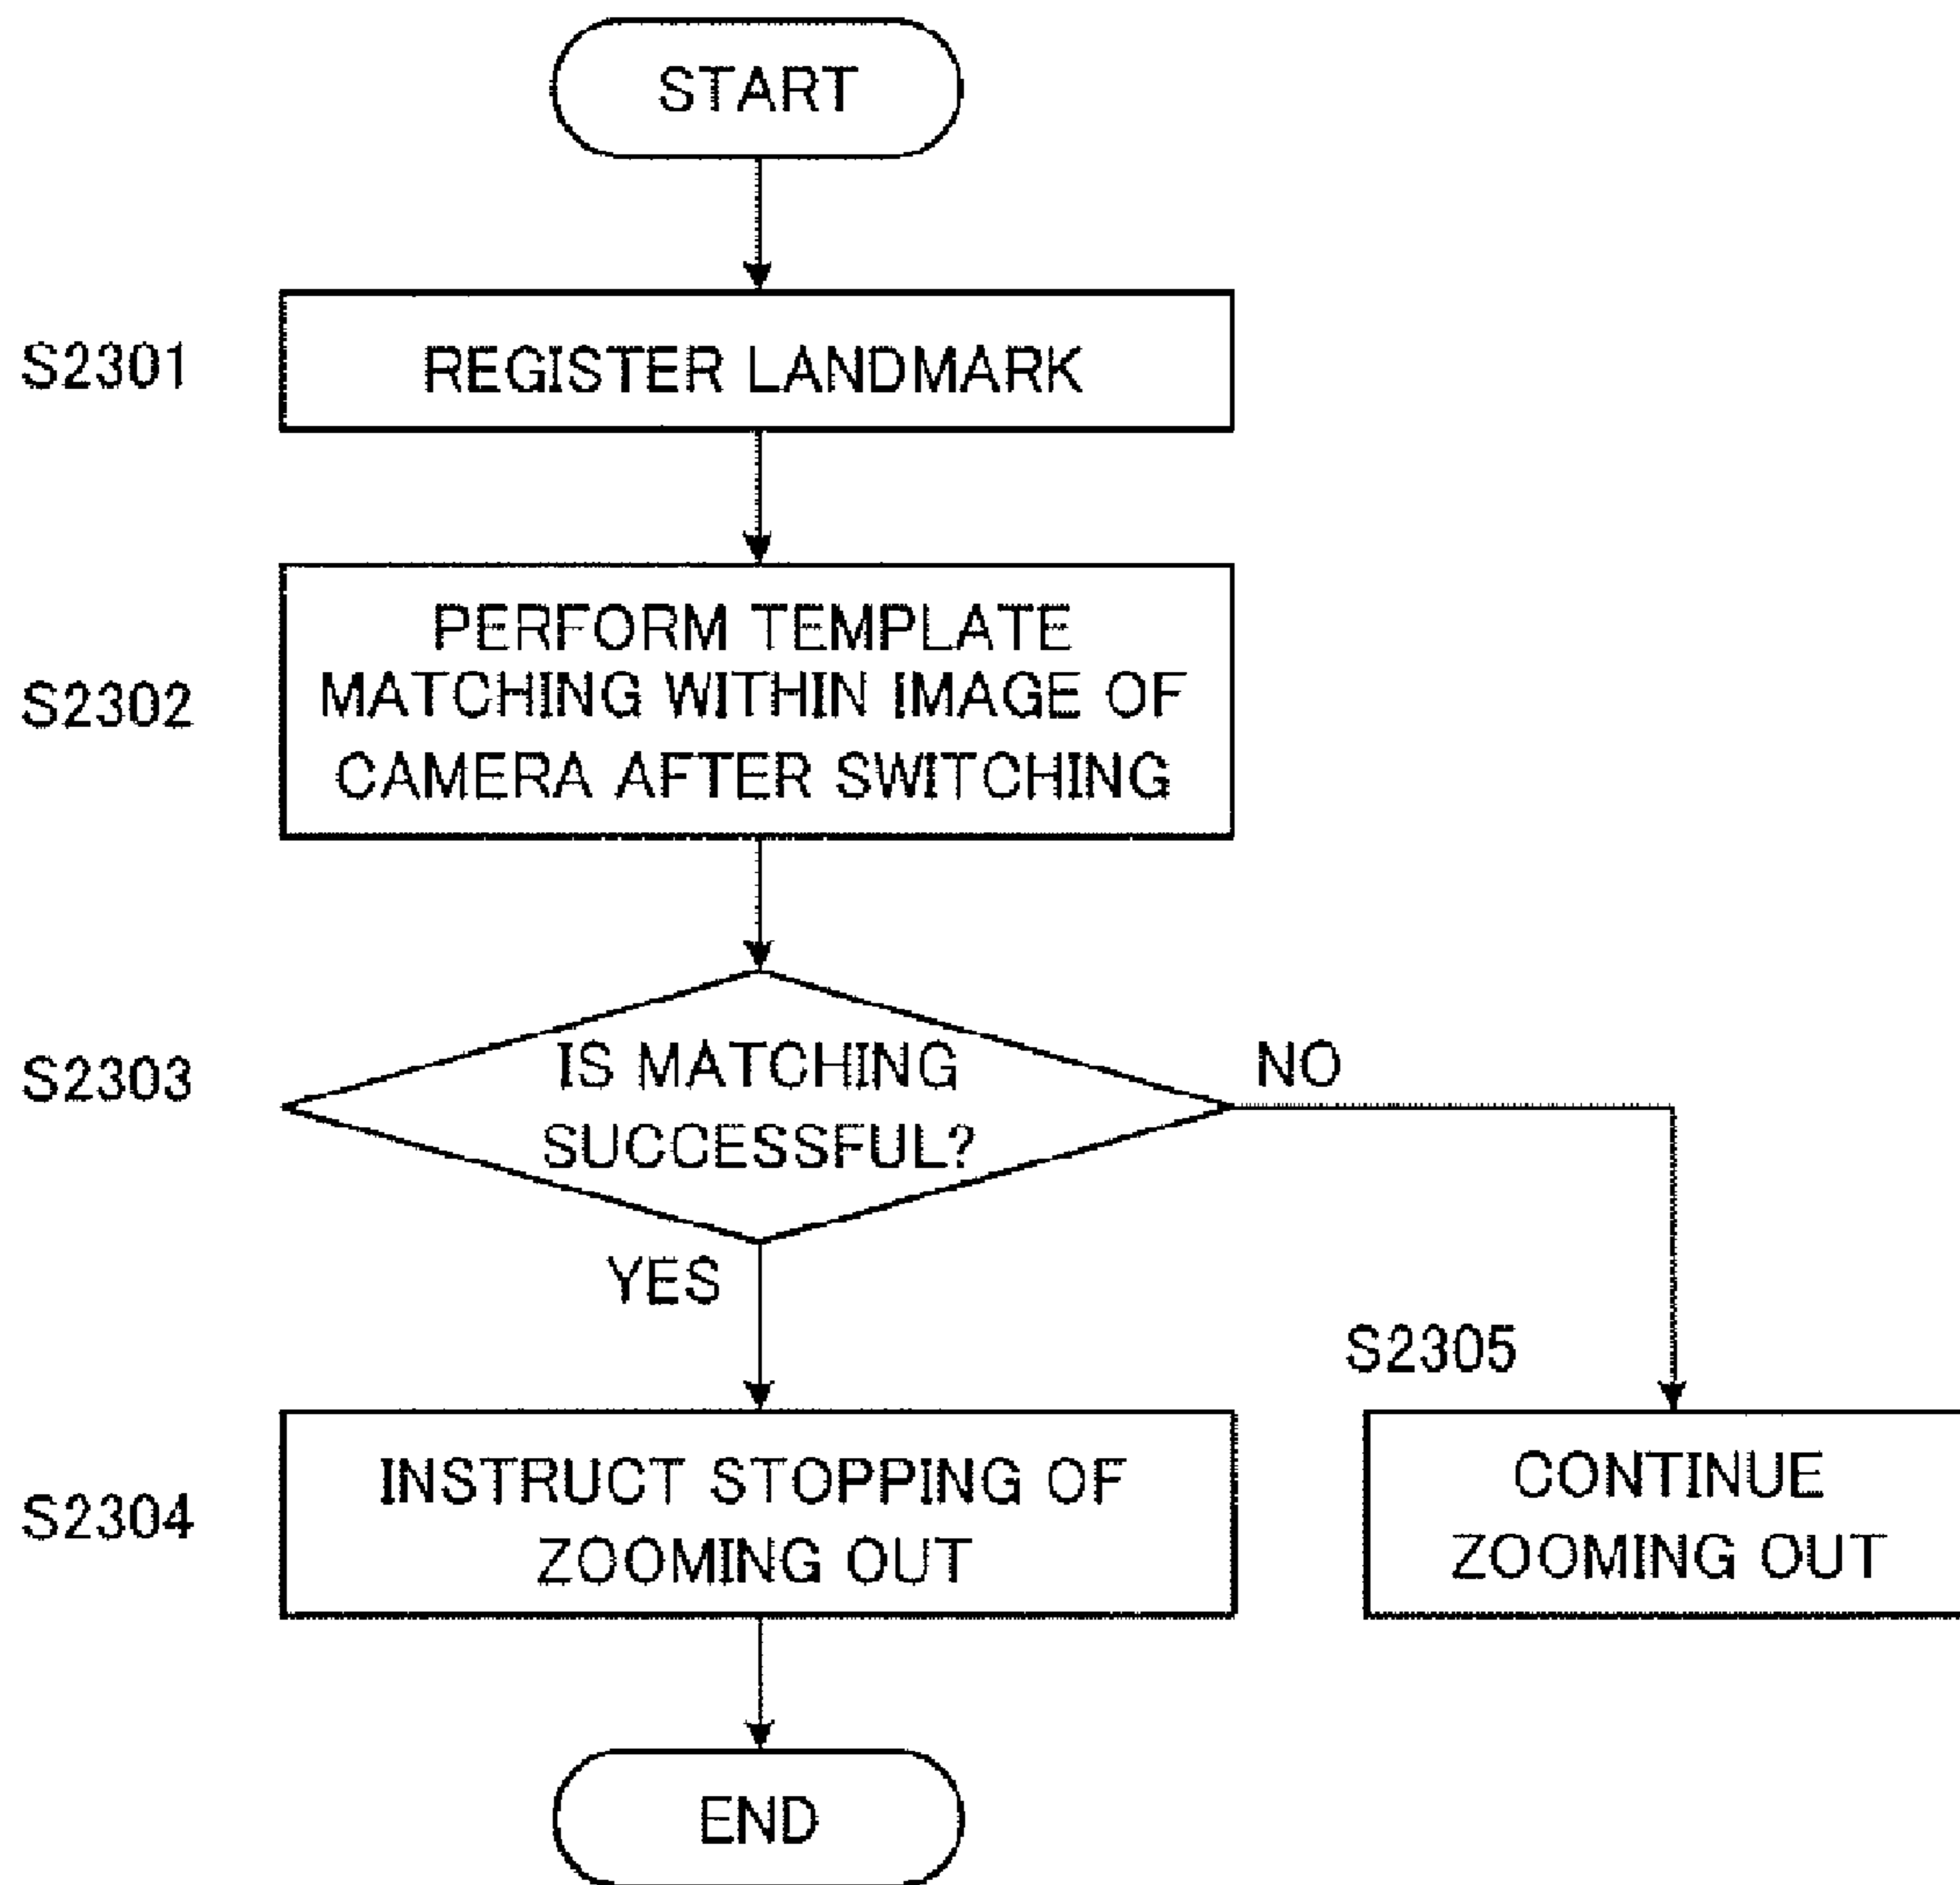 START
S2301
REGISTER LANDMARK
S2302
PERFORM TEMPLATE
MATCHING WITHIN IMAGE OF
CAMERA AFTER SWITCHING
S2303
IS MATCHING
SUCCESSFUL?
NO
YES
S2304
INSTRUCT STOPPING OF
ZOOMING OUT
S2305
CONTINUE
ZOOMING OUT
END